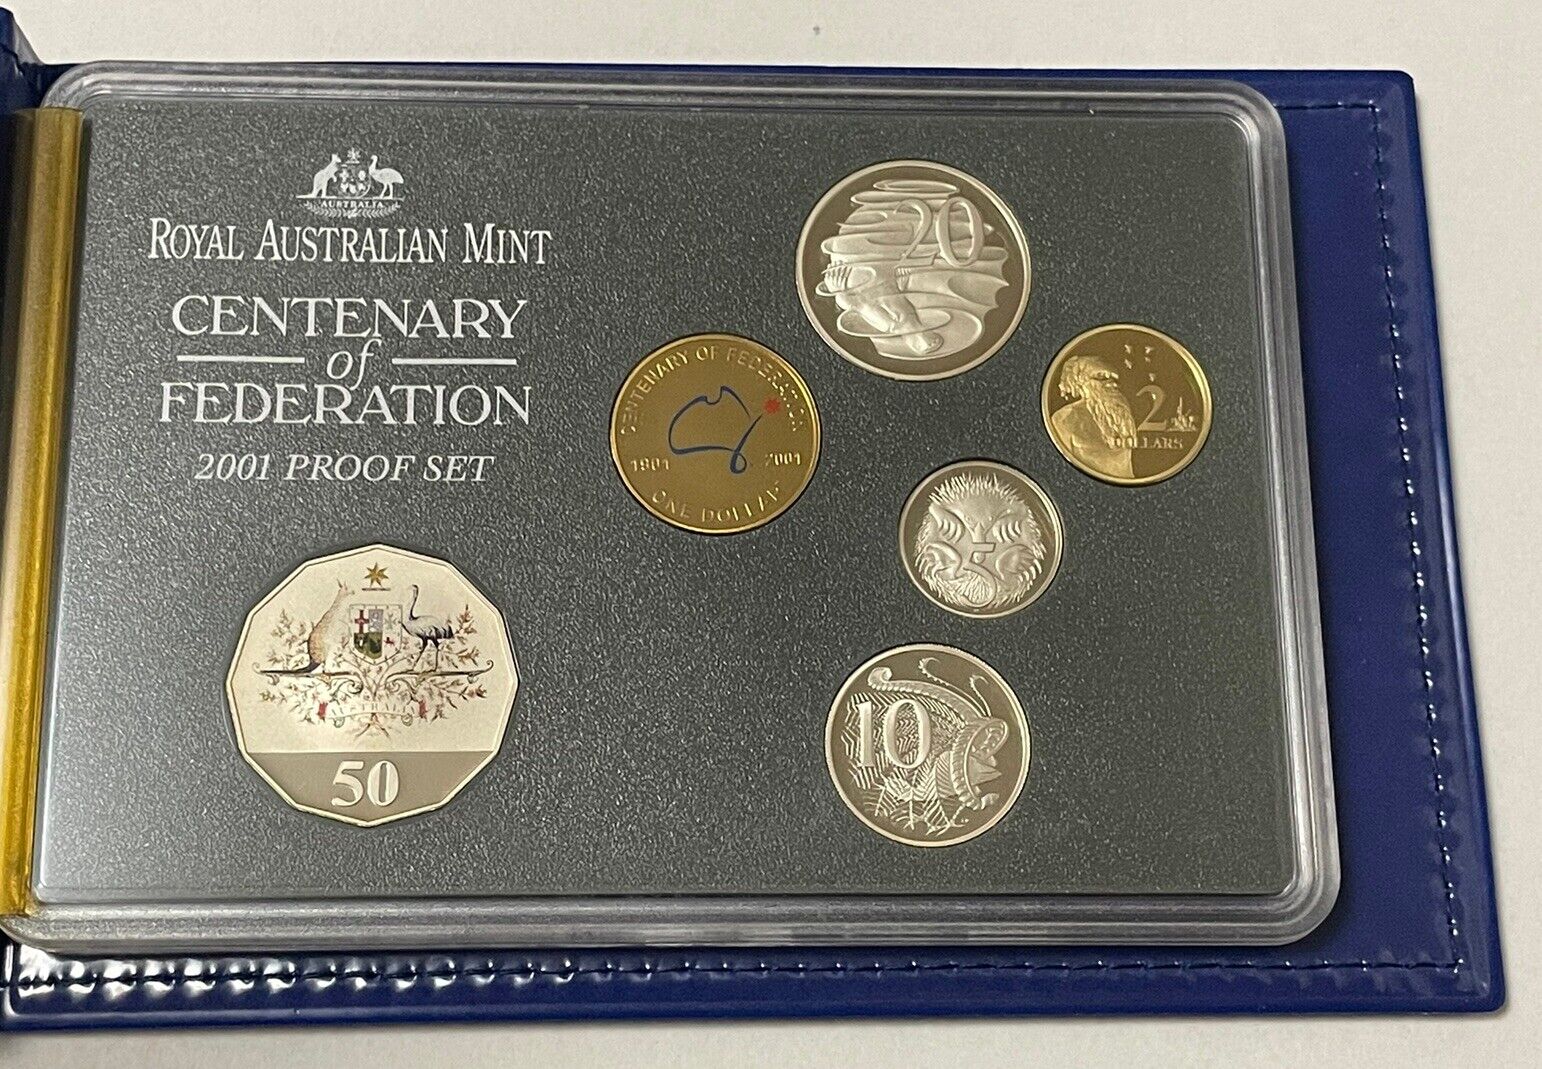 AUSTRALIA
ROYAL AUSTRALIAN MINT
CENTENARY
of
FEDERATION
2001 PROOF SET
20
CENTENARY OF FEDERATION
1901 2001
ONE DOLLAR
2
DOLLARS
5
10
50